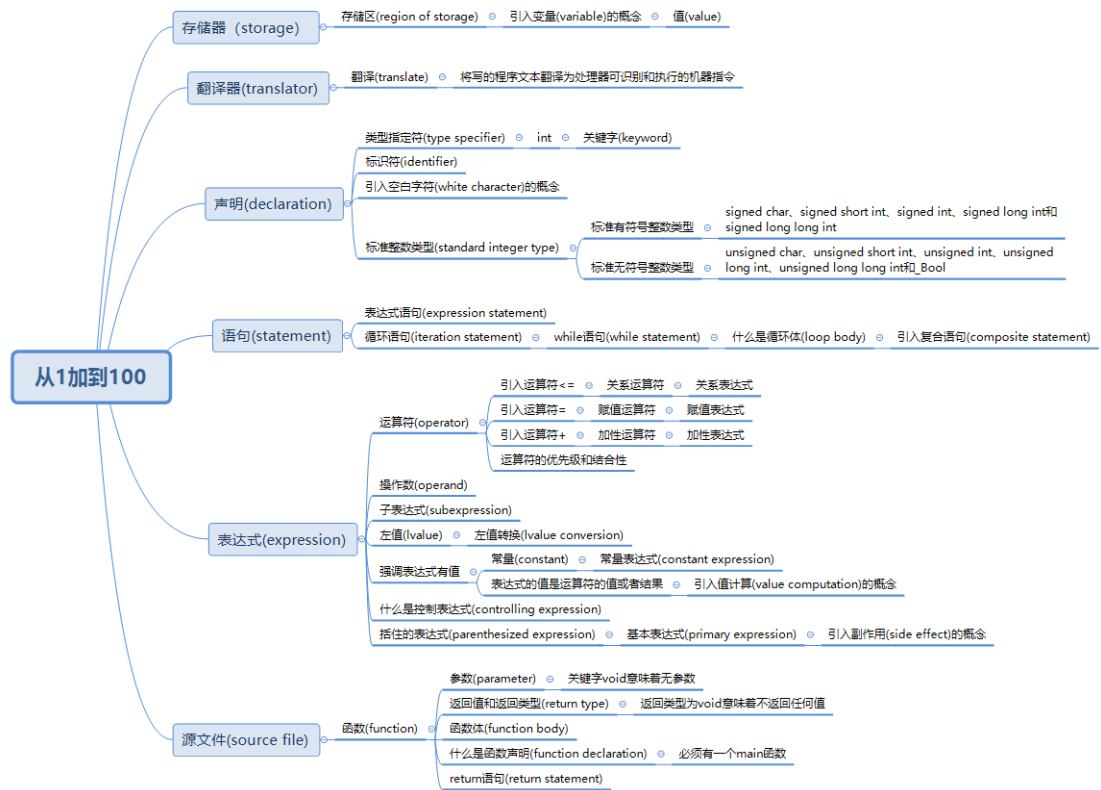 从1加到100
存储器（storage）
存储区(region of storage)
引入变量(variable)的概念
值(value)
翻译器(translator)
翻译(translate)
将写的程序文本翻译为处理器可识别和执行的机器指令
声明(declaration)
类型指定符(type specifier)
int
关键字(keyword)
标识符(identifier)
引入空白字符(white character)的概念
标准整数类型(standard integer type)
标准有符号整数类型
signed char、signed short int、signed int、signed long int和
signed long long int
标准无符号整数类型
unsigned char、unsigned short int、unsigned int、unsigned
long int、unsigned long long int和_Bool
语句(statement)
表达式语句(expression statement)
循环语句(iteration statement)
while语句(while statement)
什么是循环体(loop body)
引入复合语句(composite statement)
表达式(expression)
运算符(operator)
引入运算符<=
关系运算符
关系表达式
引入运算符=
赋值运算符
赋值表达式
引入运算符+
加性运算符
加性表达式
运算符的优先级和结合性
操作数(operand)
子表达式(subexpression)
左值(lvalue)
左值转换(lvalue conversion)
强调表达式有值
常量(constant)
常量表达式(constant expression)
表达式的值是运算符的值或者结果
引入值计算(value computation)的概念
什么是控制表达式(controlling expression)
括住的表达式(parenthesized expression)
基本表达式(primary expression)
引入副作用(side effect)的概念
源文件(source file)
函数(function)
参数(parameter)
关键字void意味着无参数
返回值和返回类型(return type)
返回类型为void意味着不返回任何值
函数体(function body)
什么是函数声明(function declaration)
必须有一个main函数
return语句(return statement)